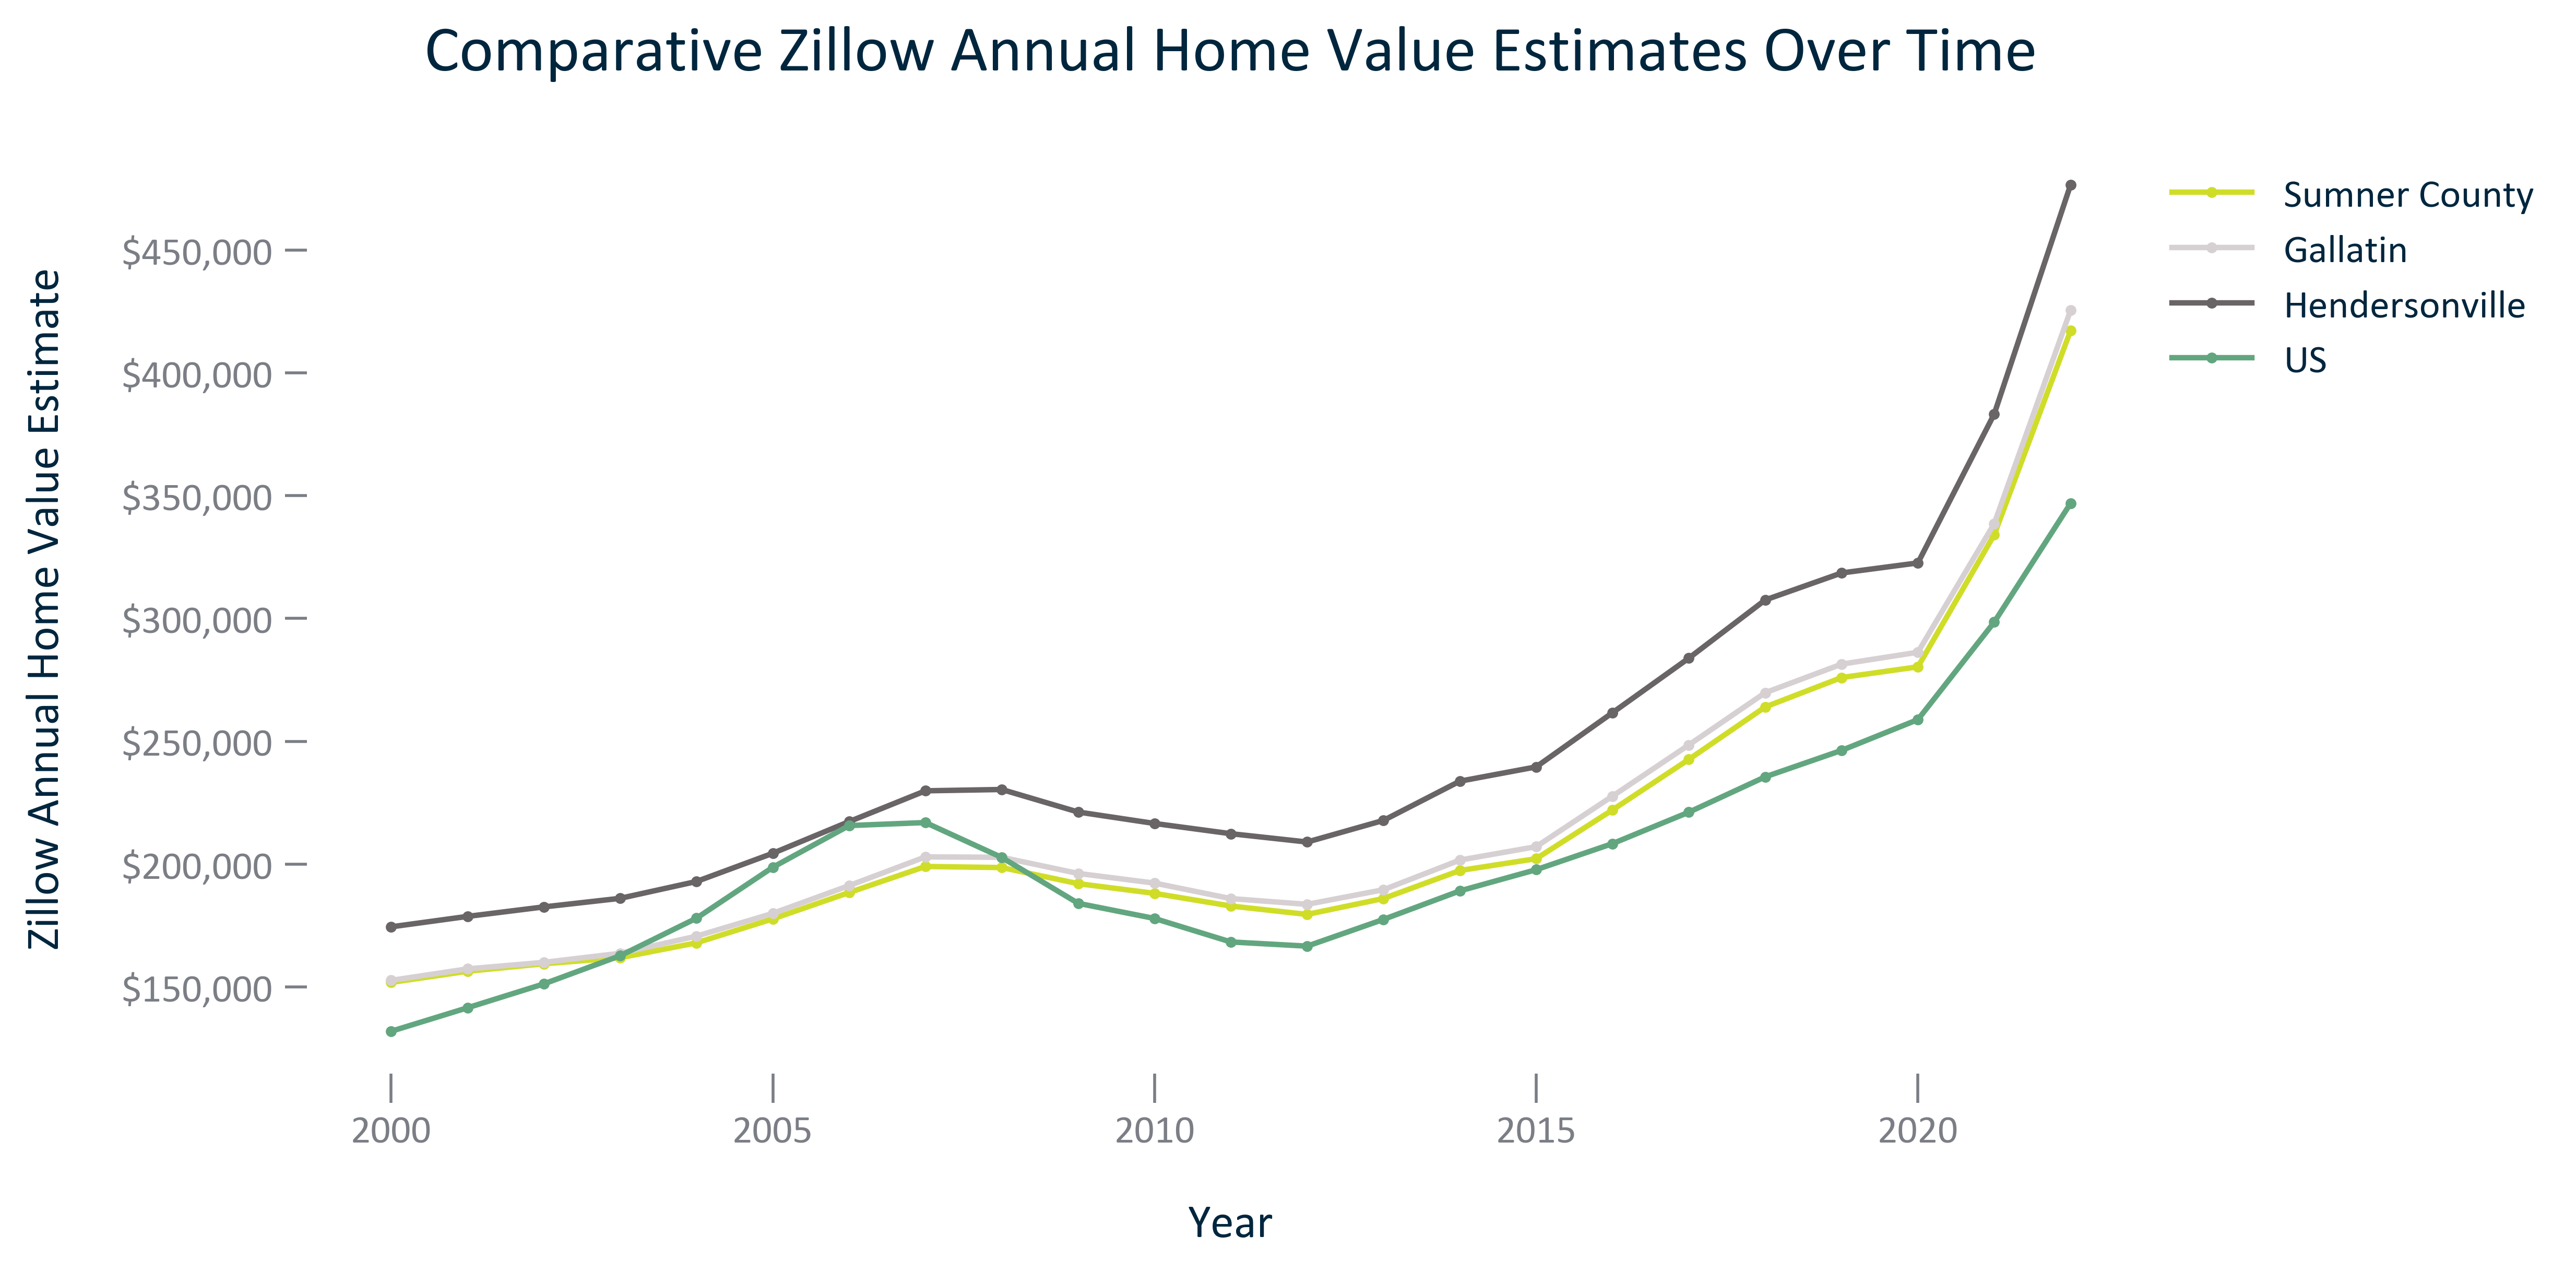 Comparative Zillow Annual Home Value Estimates Over Time
Sumner County
Gallatin
Hendersonville
US
Zillow Annual Home Value Estimate
$450,000
$400,000
$350,000
$300,000
$250,000
$200,000
$150,000
2000 2005 2010 2015 2020
Year